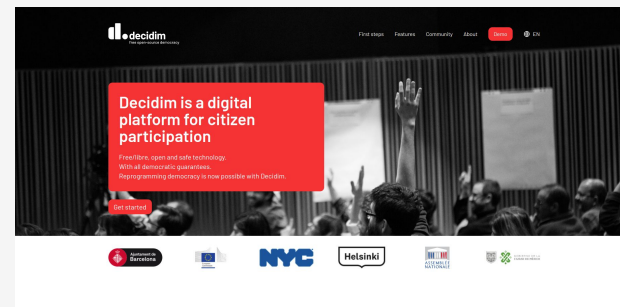 decidim
free open-source democracy
First steps
Features
Community
About
Demo
EN
Decidim is a digital
platform for citizen
participation
Free/libre, open and safe technology.
With all democratic guarantees.
Reprogramming democracy is now possible with Decidim.
Get started
Ajuntament de
Barcelona
NYC
Helsinki
ASSEMBLÉE
NATIONALE